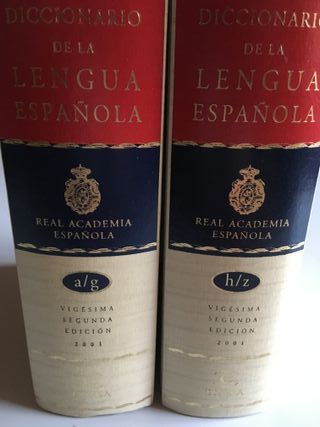 DICCIONARIO
DE LA
LENGUA
ESPAÑOLA
REAL ACADEMIA
ESPAÑOLA
a/g
VIGÉSIMA
SEGUNDA
EDICIÓN
2001
DICCIONARIO
DE LA
LENGUA
ESPAÑOLA
REAL ACADEMIA
ESPAÑOLA
h/z
VIGÉSIMA
SEGUNDA
EDICIÓN
2001